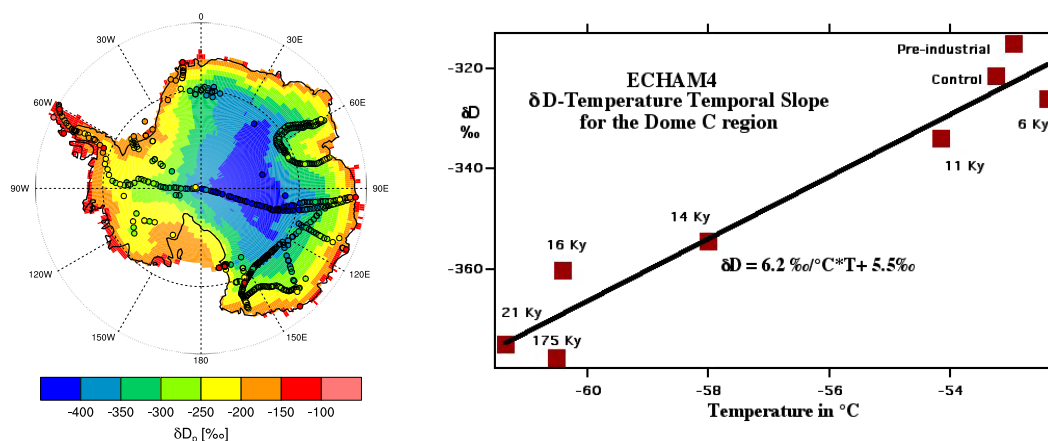 0
30W
30E
60W
60E
90W
90E
120W
120E
150W
150E
180
-400 -350 -300 -250 -200 -150 -100
δDp [‰]
ECHAM4
δ D-Temperature Temporal Slope
for the Dome C region
δD
‰
-320
-340
-360
Pre-industrial
Control
6 Ky
11 Ky
14 Ky
16 Ky
δD = 6.2 ‰/°C*T+ 5.5‰
21 Ky
175 Ky
-60 -58 -56 -54
Temperature in °C